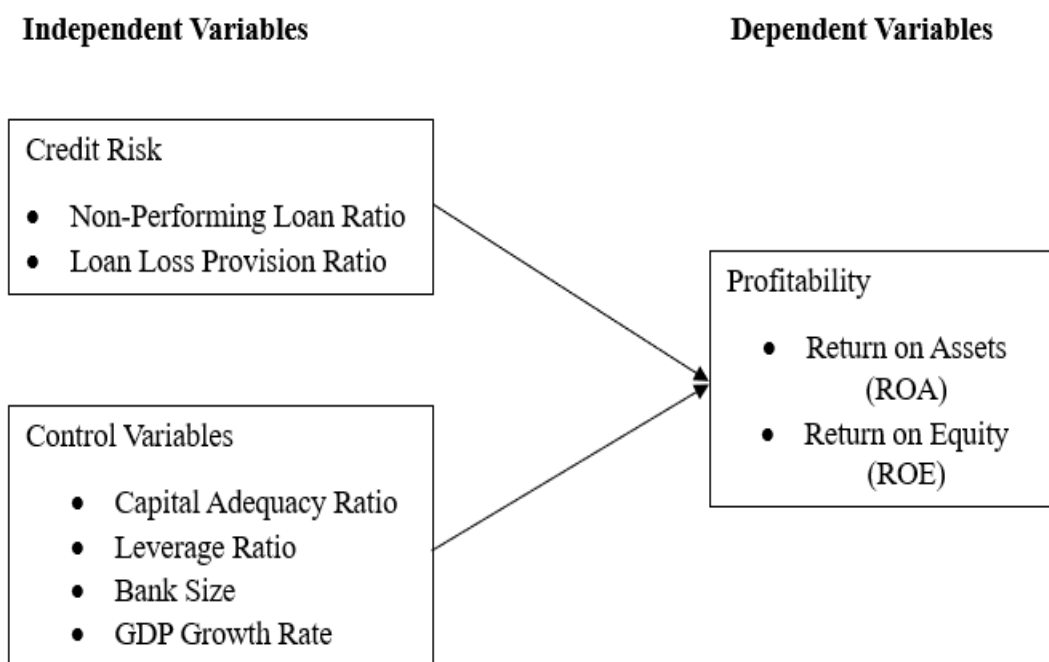 Independent Variables
Dependent Variables
Credit Risk
• Non-Performing Loan Ratio
• Loan Loss Provision Ratio
Profitability
• Return on Assets
(ROA)
• Return on Equity
(ROE)
Control Variables
• Capital Adequacy Ratio
• Leverage Ratio
• Bank Size
• GDP Growth Rate